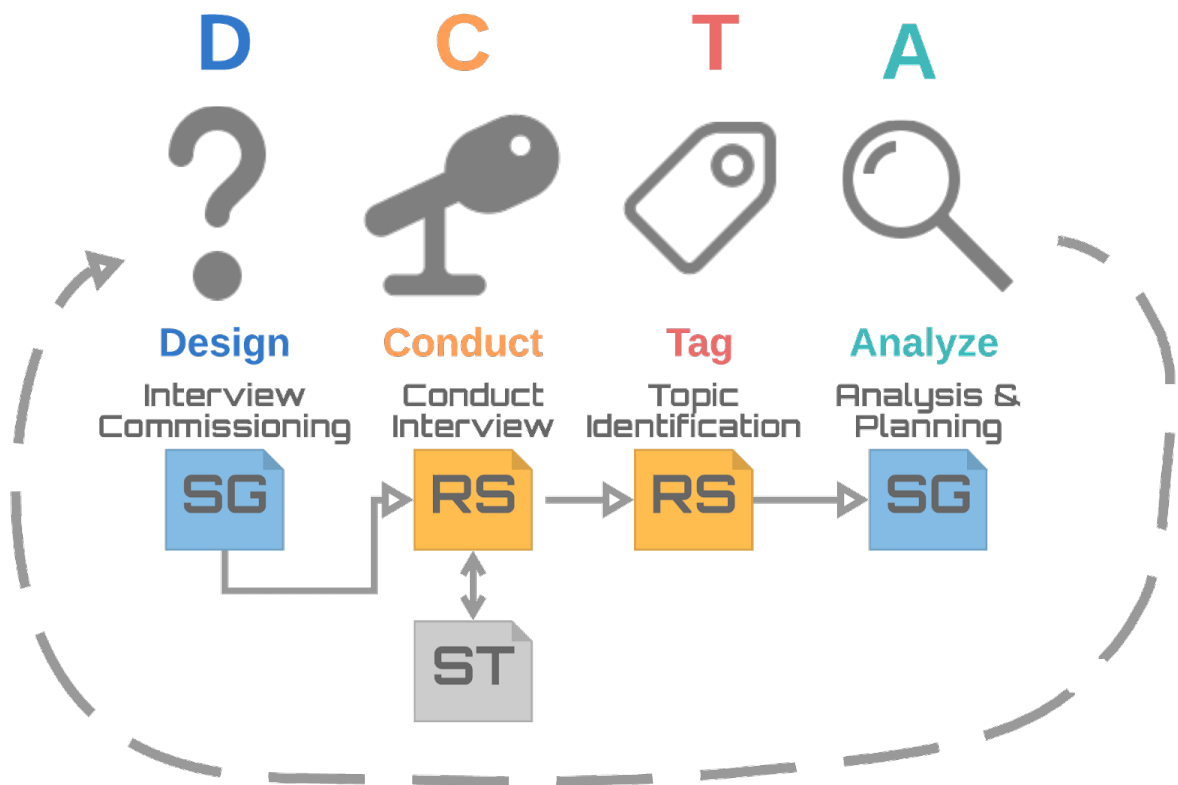 D C T A
Design Conduct Tag Analyze
Interview Conduct Topic Analysis &
Commissioning Interview Identification Planning
SG RS RS SG
ST